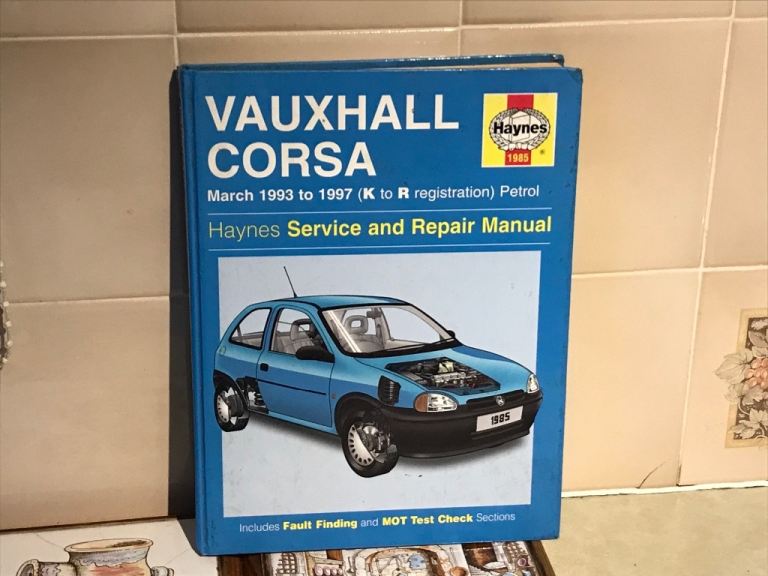 VAUXHALL
CORSA
Haynes
1985
®
March 1993 to 1997 (K to R registration) Petrol
Haynes Service and Repair Manual
1985
Includes Fault Finding and MOT Test Check Sections